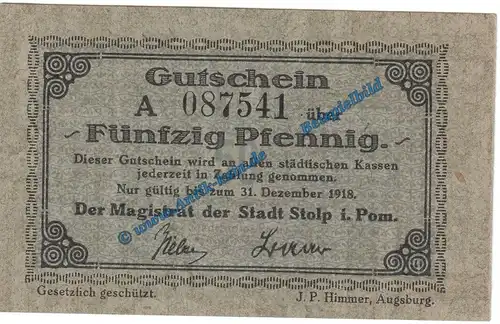 Gutschein
A 087541 über
Fünfzig Pfennig.
Dieser Gutschein wird an allen städtischen Kassen
jederzeit in Zahlung genommen.
Nur gültig bis zum 31. Dezember 1918.
Der Magistrat der Stadt Stolp i. Pom.
Gesetzlich geschützt. J. P. Himmer, Augsburg.
Beispielbild